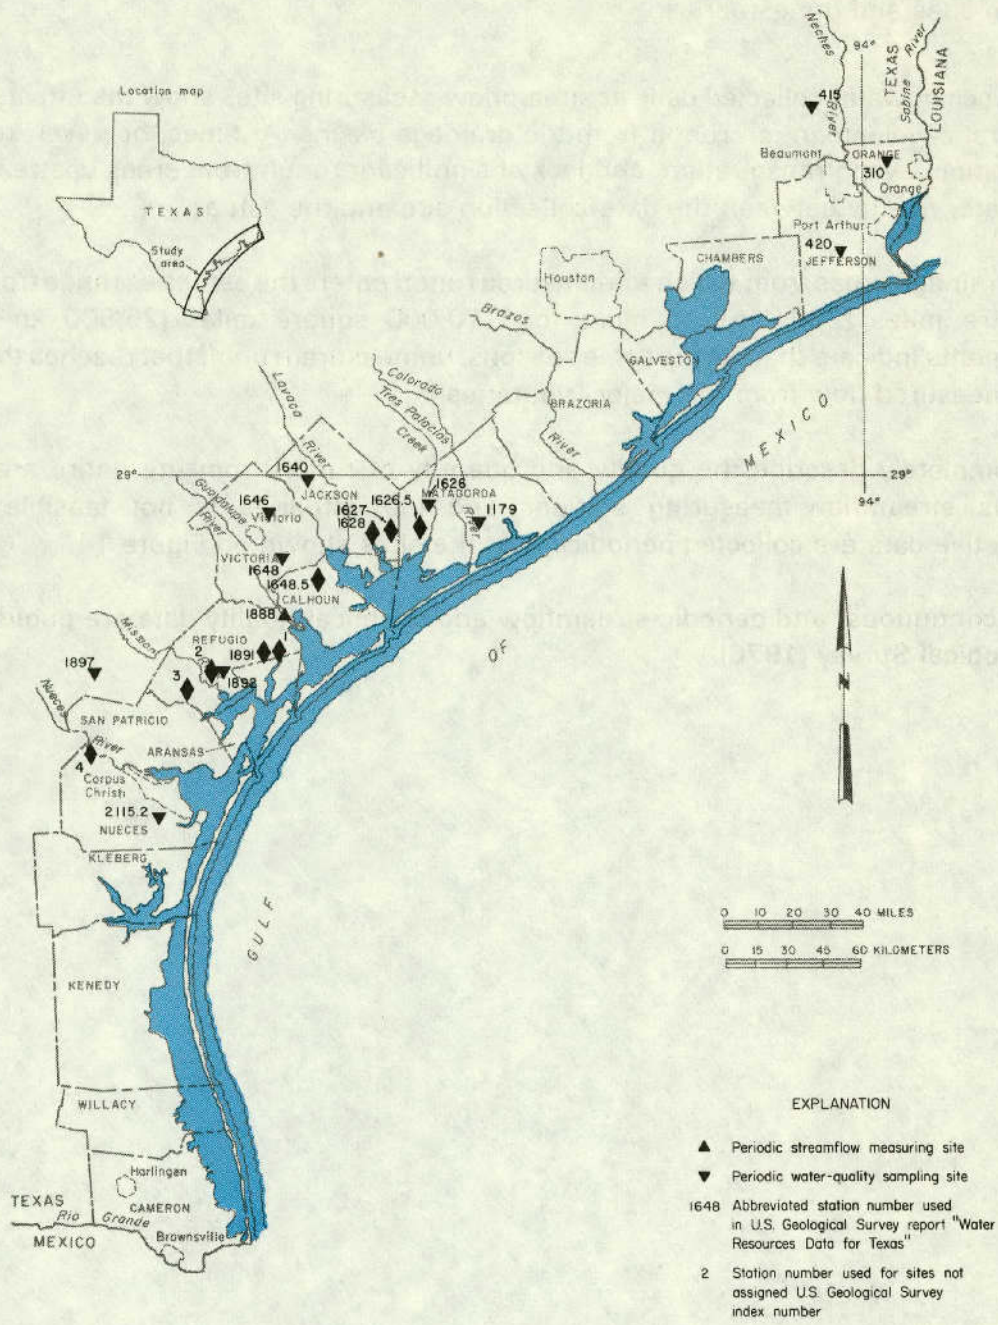 Neches
River
94°
TEXAS
Sabine River
LOUISIANA
Location map
TEXAS
Study
area
415
Beaumont
ORANGE
310
Orange
Port Arthur
420
JEFFERSON
CHAMBERS
Houston
GALVESTON
Brazos
River
BRAZORIA
Colorado
River
Tres Palacios
Creek
Lavaca
River
29°
29°
94°
1640
JACKSON
1626
MATAGORDA
1626.5
1627
1628
1179
1646
Victoria
Guadalupe
River
VICTORIA
1648
1648.5
CALHOUN
1888
REFUGIO
1
1891
2
1892
3
Mission
1897
Nueces
River
SAN PATRICIO
ARANSAS
4
Corpus
Christi
2115.2
NUECES
KLEBERG
KENEDY
WILLACY
Harlingen
CAMERON
Brownsville
TEXAS
Rio Grande
MEXICO
GULF
OF
MEXICO
N
0 10 20 30 40 MILES
0 15 30 45 60 KILOMETERS
EXPLANATION
Periodic streamflow measuring site
Periodic water-quality sampling site
1648 Abbreviated station number used
in U.S. Geological Survey report "Water
Resources Data for Texas"
2 Station number used for sites not
assigned U.S. Geological Survey
index number